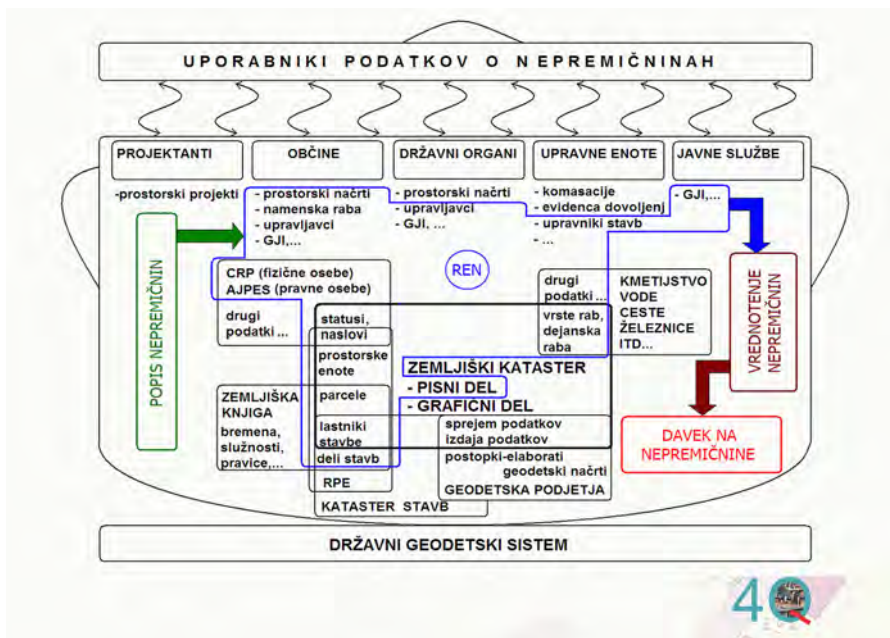 UPORABNIKI PODATKOV O NEPREMIČNINAH
PROJEKTANTI
-prostorski projekti
OBČINE
- prostorski načrti
- namenska raba
- upravljavci
- GJI,...
DRŽAVNI ORGANI
- prostorski načrti
- upravljavci
- GJI, ...
UPRAVNE ENOTE
- komasacije
- evidenca dovoljenj
- upravniki stavb
- ...
JAVNE SLUŽBE
- GJI,...
POPIS NEPREMIČNIN
CRP (fizične osebe)
AJPES (pravne osebe)
drugi
podatki ...
REN
statusi,
naslovi
prostorske
enote
parcele
lastniki
stavbe
deli stavb
RPE
KATASTER STAVB
ZEMLJIŠKA
KNJIGA
bremena,
služnosti,
pravice,...
ZEMLJIŠKI KATASTER
- PISNI DEL
- GRAFIČNI DEL
sprejem podatkov
izdaja podatkov
postopki-elaborati
geodetski načrti
GEODETSKA PODJETJA
drugi
podatki ...
vrste rab,
dejanska
raba
KMETIJSTVO
VODE
CESTE
ŽELEZNICE
ITD...
VREDNOTENJE
NEPREMIČNIN
DAVEK NA
NEPREMIČNINE
DRŽAVNI GEODETSKI SISTEM
4Q